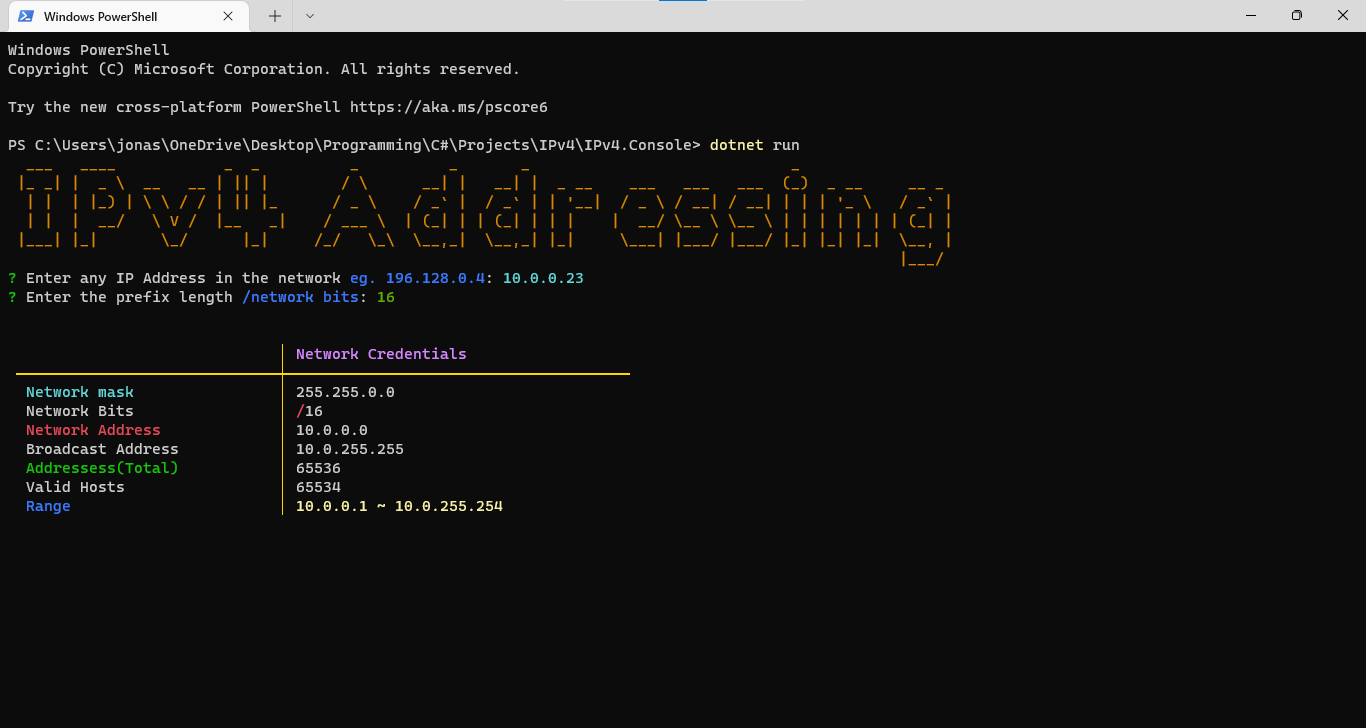 Windows PowerShell
Windows PowerShell
Copyright (C) Microsoft Corporation. All rights reserved.
Try the new cross-platform PowerShell https://aka.ms/pscore6
PS C:\Users\jonas\OneDrive\Desktop\Programming\C#\Projects\IPv4\IPv4.Console> dotnet run
IPv4 Addressing
? Enter any IP Address in the network eg. 196.128.0.4: 10.0.0.23
? Enter the prefix length /network bits: 16
Network Credentials
Network mask 255.255.0.0
Network Bits /16
Network Address 10.0.0.0
Broadcast Address 10.0.255.255
Addressess(Total) 65536
Valid Hosts 65534
Range 10.0.0.1 ~ 10.0.255.254